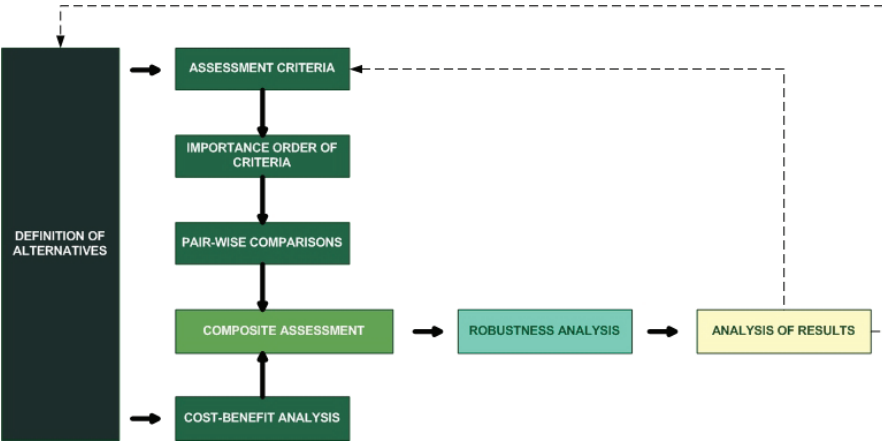 ASSESSMENT CRITERIA
IMPORTANCE ORDER OF
CRITERIA
DEFINITION OF
ALTERNATIVES
PAIR-WISE COMPARISONS
COMPOSITE ASSESSMENT
ROBUSTNESS ANALYSIS
ANALYSIS OF RESULTS
COST-BENEFIT ANALYSIS